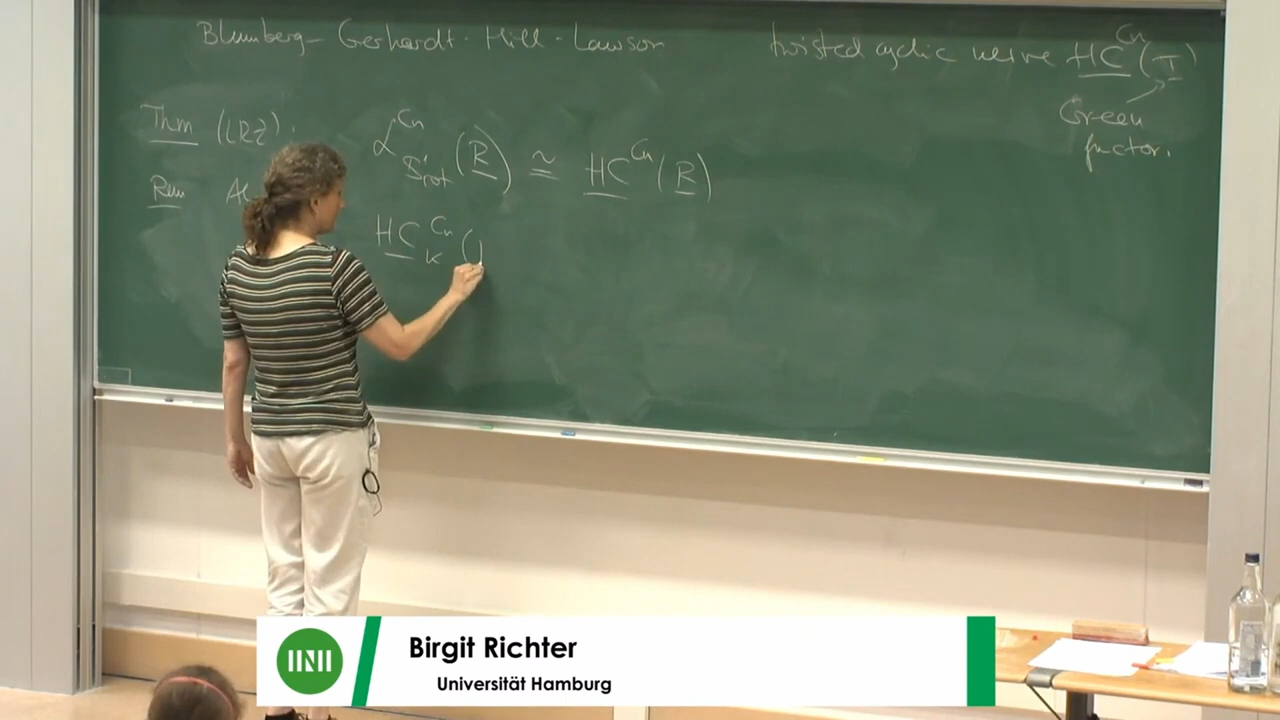 Blumberg - Gerhardt - Hill - Lawson
twisted cyclic nerve HC^{Cn}(T)
Green
functor.
Thm (LRZ). L^{Cn}_{S^1_{rot}}(R) ≅ HC^{Cn}(R)
Rem Al
HC^{Cn}_k (
Birgit Richter
Universität Hamburg